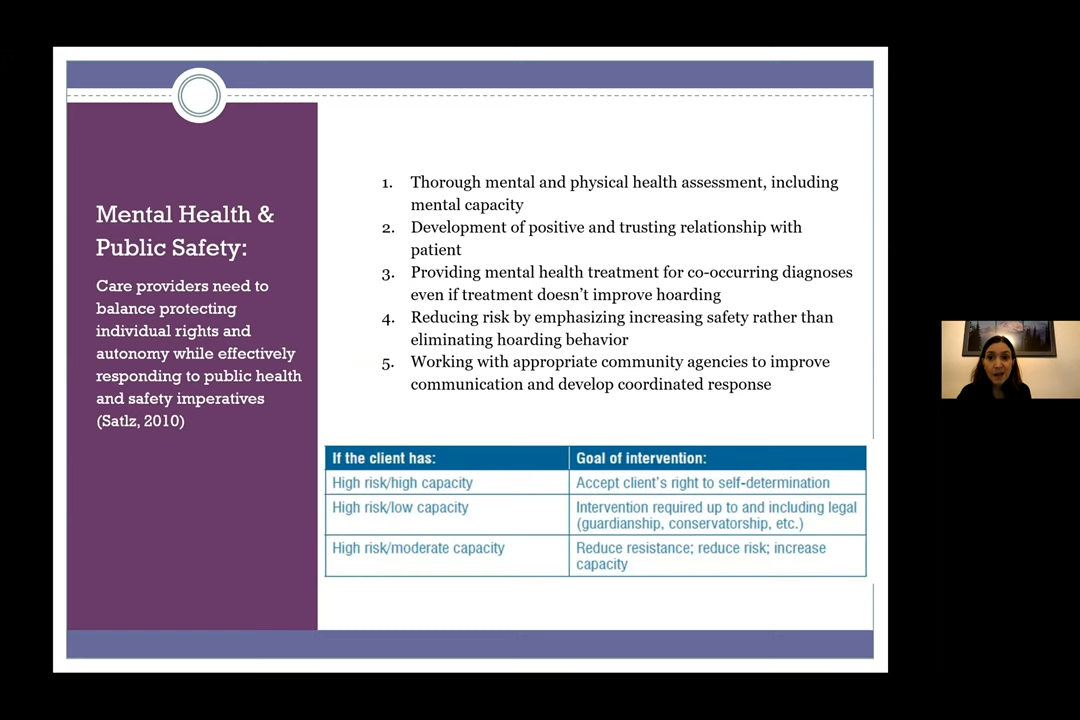 Mental Health &
Public Safety:
Care providers need to
balance protecting
individual rights and
autonomy while effectively
responding to public health
and safety imperatives
(Satlz, 2010)
1. Thorough mental and physical health assessment, including
mental capacity
2. Development of positive and trusting relationship with
patient
3. Providing mental health treatment for co-occurring diagnoses
even if treatment doesn’t improve hoarding
4. Reducing risk by emphasizing increasing safety rather than
eliminating hoarding behavior
5. Working with appropriate community agencies to improve
communication and develop coordinated response
If the client has: Goal of intervention:
High risk/high capacity Accept client’s right to self-determination
High risk/low capacity Intervention required up to and including legal
(guardianship, conservatorship, etc.)
High risk/moderate capacity Reduce resistance; reduce risk; increase
capacity